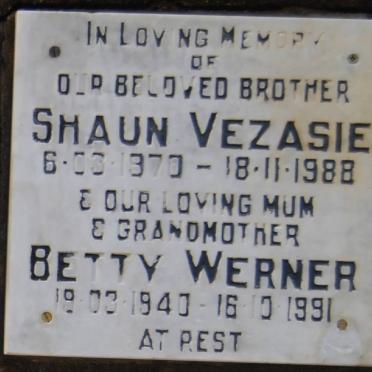 IN LOVING MEMORY
OF
OUR BELOVED BROTHER
SHAUN VEZASIE
6·03·1970 – 18·11·1988
& OUR LOVING MUM
& GRANDMOTHER
BETTY WERNER
19·03·1940 - 16·10·1991
AT REST